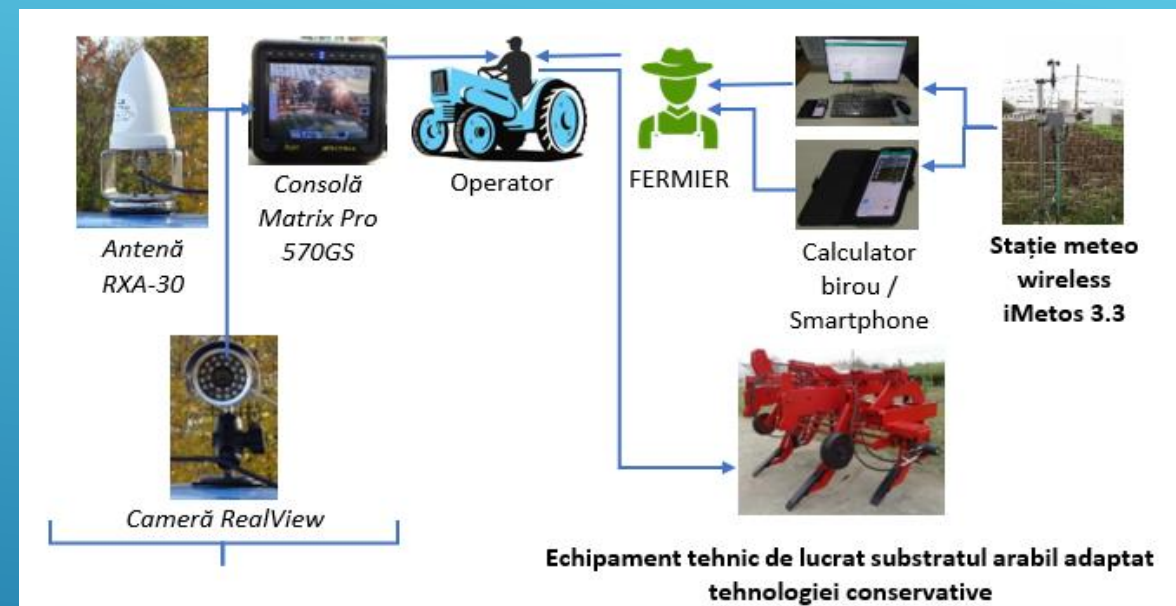 Antenă
RXA-30
Consolă
Matrix Pro
570GS
Operator
FERMIER
Calculator
birou /
Smartphone
Stație meteo
wireless
iMetos 3.3
Cameră RealView
Echipament tehnic de lucrat substratul arabil adaptat
tehnologiei conservative